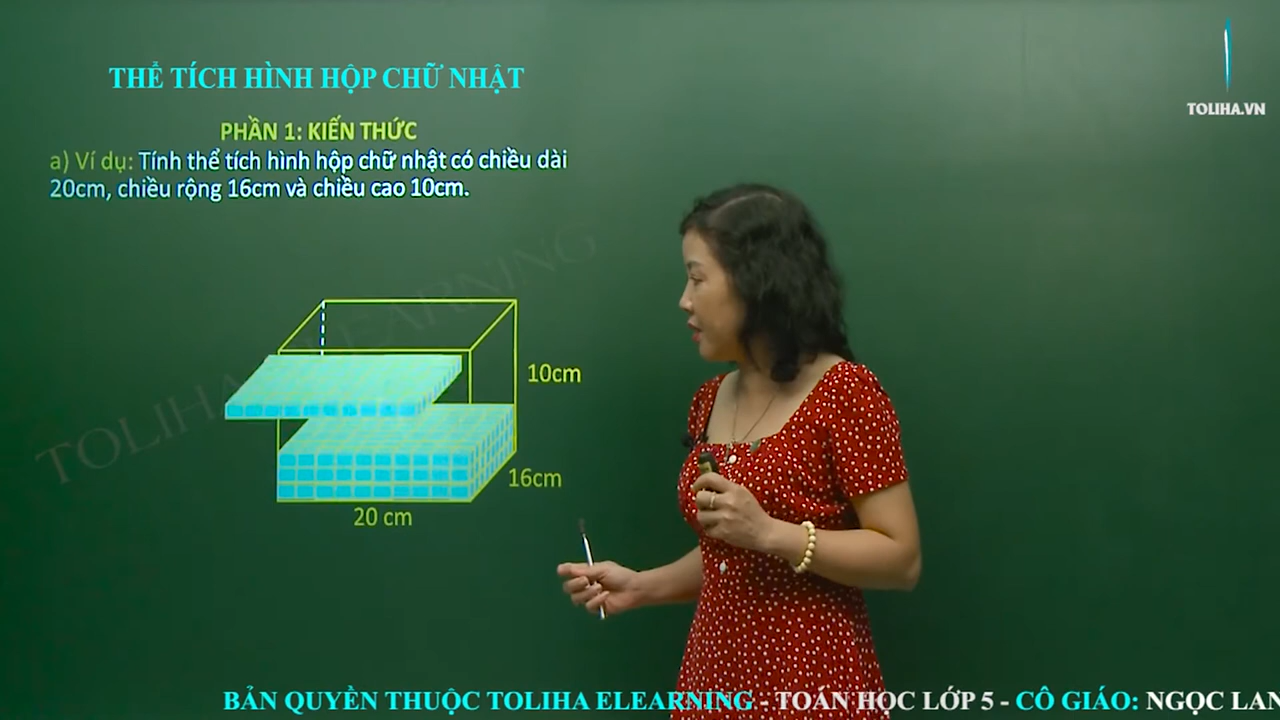 THỂ TÍCH HÌNH HỘP CHỮ NHẬT
TOLIHA.VN
PHẦN 1: KIẾN THỨC
a) Ví dụ: Tính thể tích hình hộp chữ nhật có chiều dài
20cm, chiều rộng 16cm và chiều cao 10cm.
TOLIHA ELEARNING
10cm
16cm
20 cm
BẢN QUYỀN THUỘC TOLIHA ELEARNING - TOÁN HỌC LỚP 5 - CÔ GIÁO: NGỌC LAN